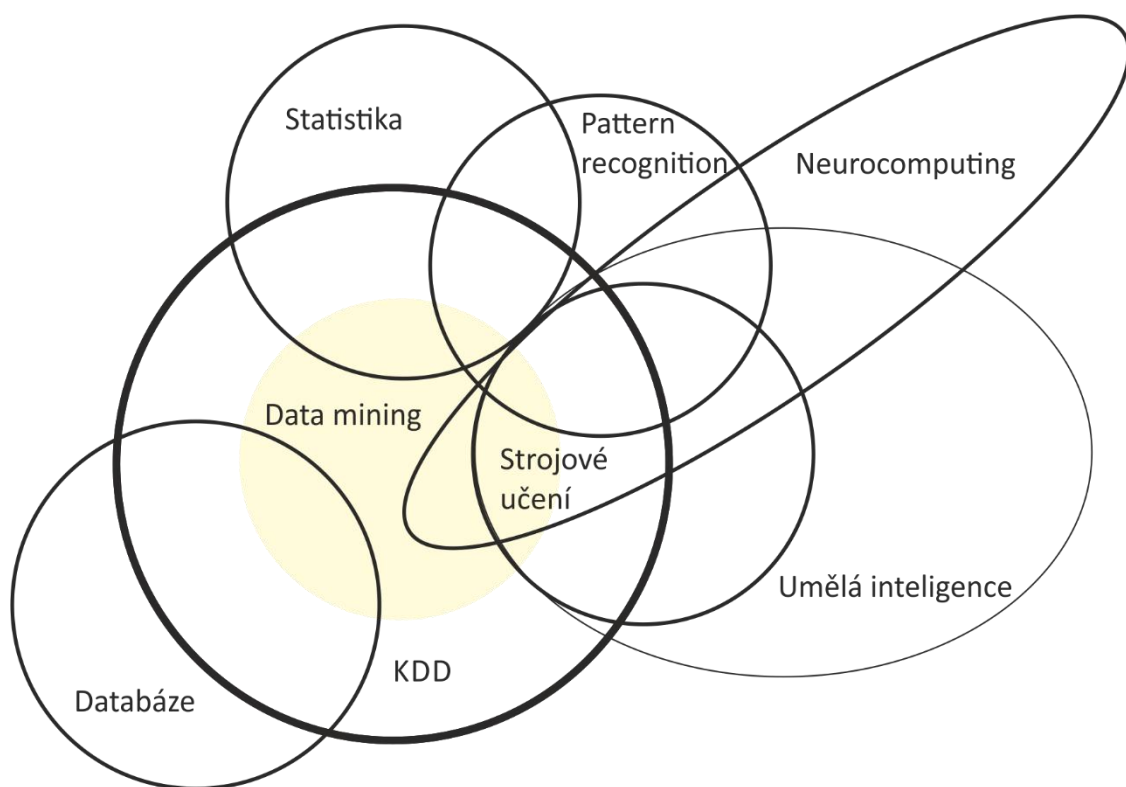 Statistika
Pattern
recognition
Neurocomputing
Data mining
Strojové
učení
Umělá inteligence
KDD
Databáze